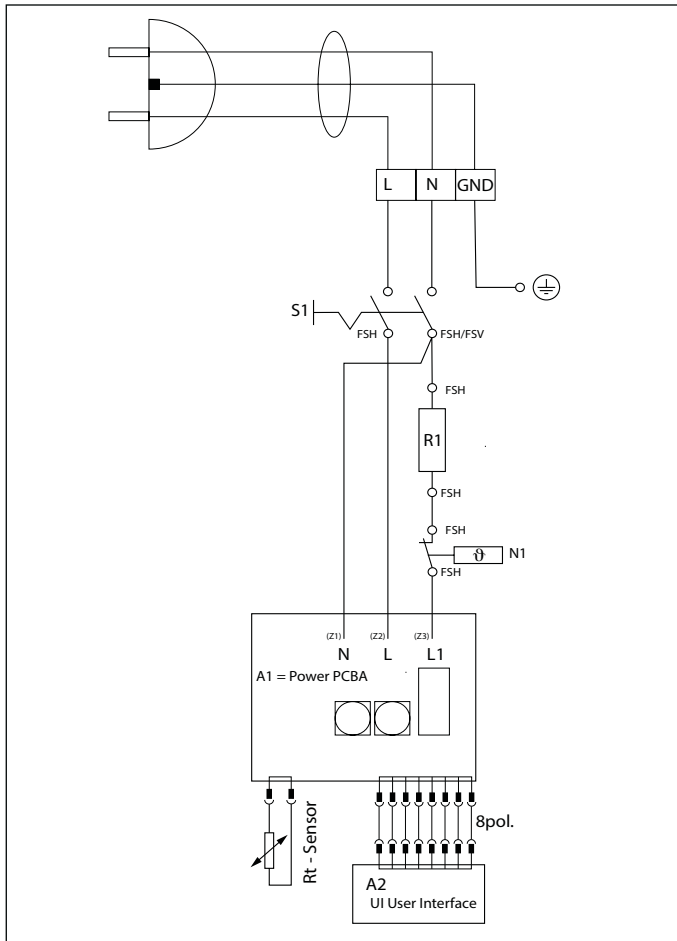 L N GND
S1
FSH FSH/FSV
FSH
R1
FSH
FSH
ϑ N1
FSH
(Z1) (Z2) (Z3)
N L L1
A1 = Power PCBA
Rt - Sensor
8pol.
A2
UI User Interface